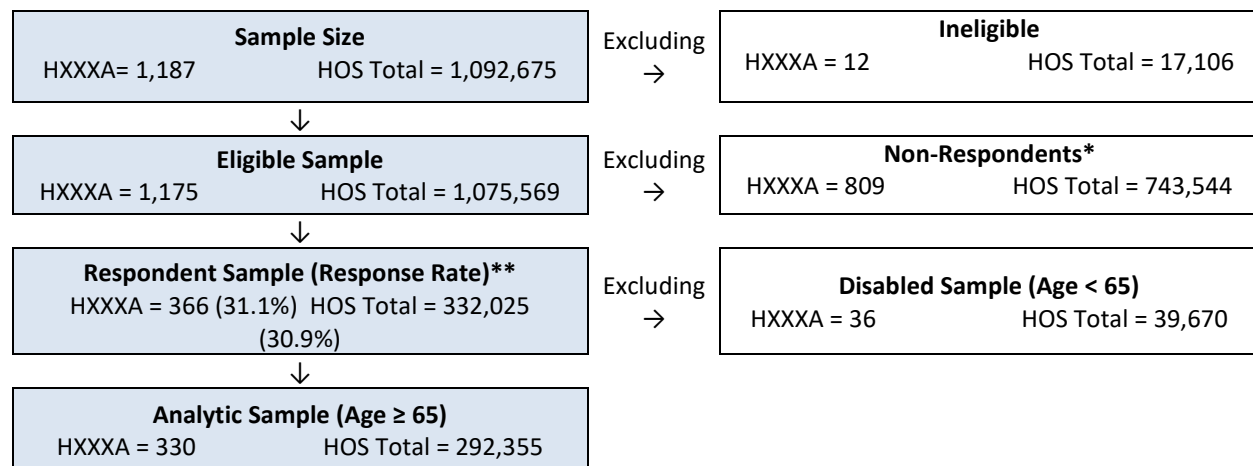 Sample Size
HXXXA= 1,187 HOS Total = 1,092,675
Excluding
→
Ineligible
HXXXA = 12 HOS Total = 17,106
↓
Eligible Sample
HXXXA = 1,175 HOS Total = 1,075,569
Excluding
→
Non-Respondents*
HXXXA = 809 HOS Total = 743,544
↓
Respondent Sample (Response Rate)**
HXXXA = 366 (31.1%) HOS Total = 332,025
(30.9%)
Excluding
→
Disabled Sample (Age < 65)
HXXXA = 36 HOS Total = 39,670
↓
Analytic Sample (Age ≥ 65)
HXXXA = 330 HOS Total = 292,355